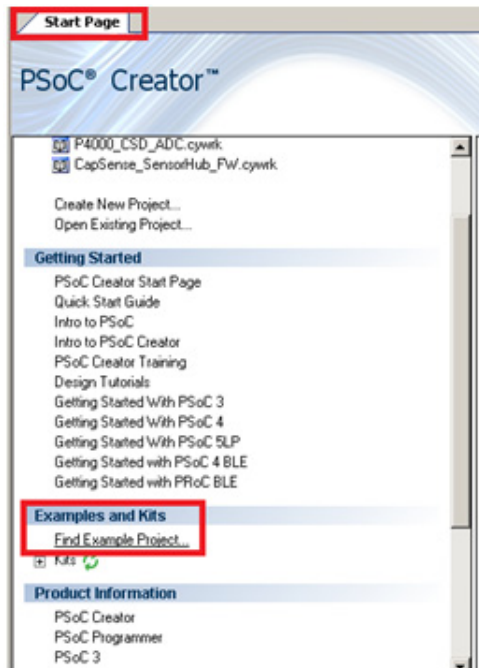 Start Page
PSoC® Creator™
P4000_CSD_ADC.cywrk
CapSense_SensorHub_FW.cywrk
Create New Project...
Open Existing Project...
Getting Started
PSoC Creator Start Page
Quick Start Guide
Intro to PSoC
Intro to PSoC Creator
PSoC Creator Training
Design Tutorials
Getting Started With PSoC 3
Getting Started With PSoC 4
Getting Started With PSoC 5LP
Getting Started with PSoC 4 BLE
Getting Started with PRoC BLE
Examples and Kits
Find Example Project...
Kits
Product Information
PSoC Creator
PSoC Programmer
PSoC 3